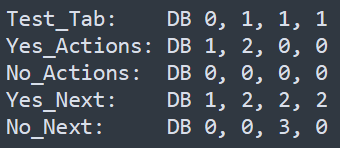 Test_Tab:    DB 0, 1, 1, 1
Yes_Actions: DB 1, 2, 0, 0
No_Actions:  DB 0, 0, 0, 0
Yes_Next:    DB 1, 2, 2, 2
No_Next:     DB 0, 0, 3, 0